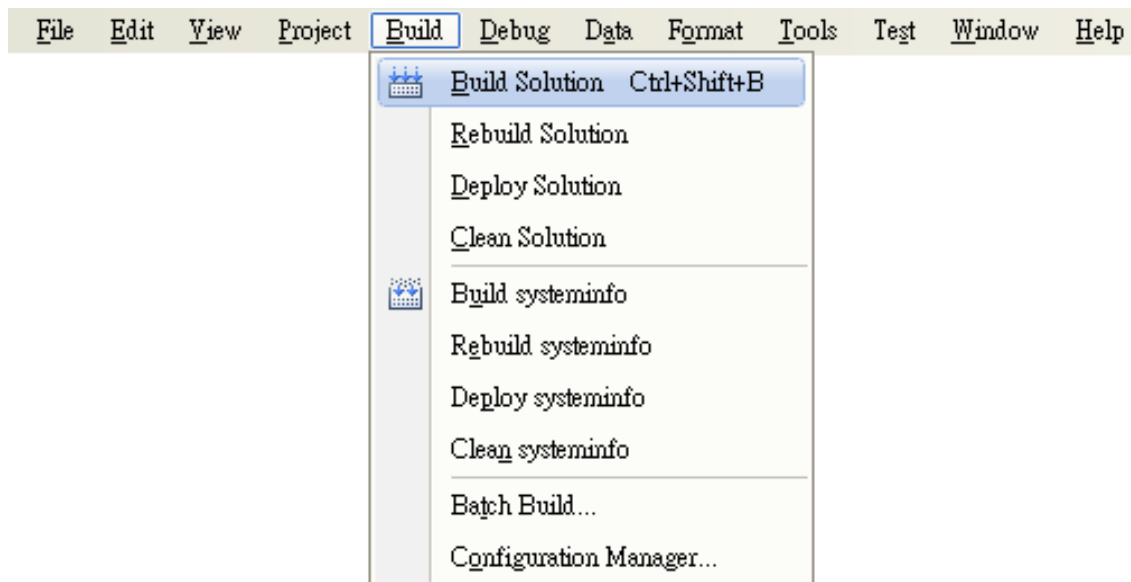 File Edit View Project Build Debug Data Format Tools Test Window Help
Build Solution Ctrl+Shift+B
Rebuild Solution
Deploy Solution
Clean Solution
Build systeminfo
Rebuild systeminfo
Deploy systeminfo
Clean systeminfo
Batch Build...
Configuration Manager...